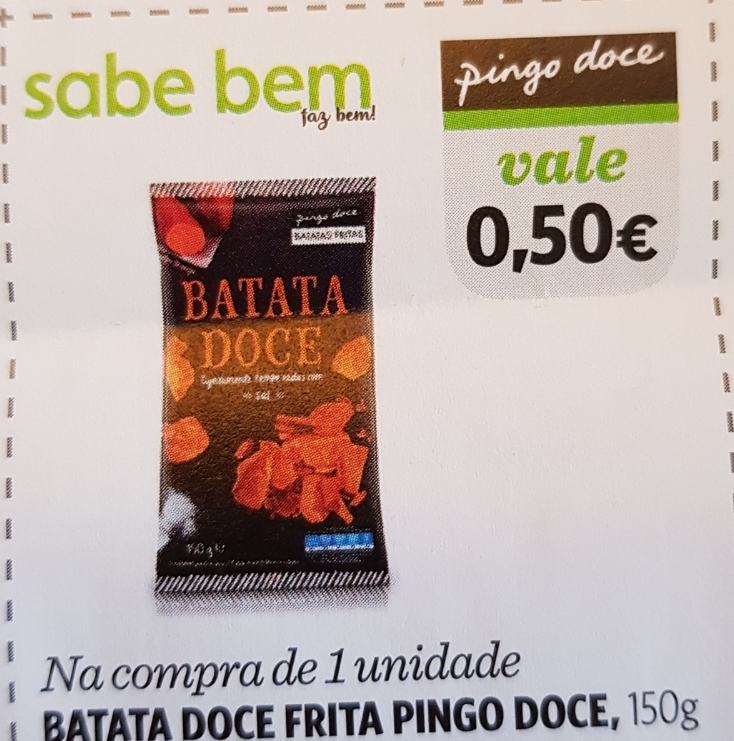 sabe bem
faz bem!
pingo doce
vale
0,50€
pingo doce
BATATAS FRITAS
BATATA
DOCE
sal
150g
Na compra de 1 unidade
BATATA DOCE FRITA PINGO DOCE, 150g